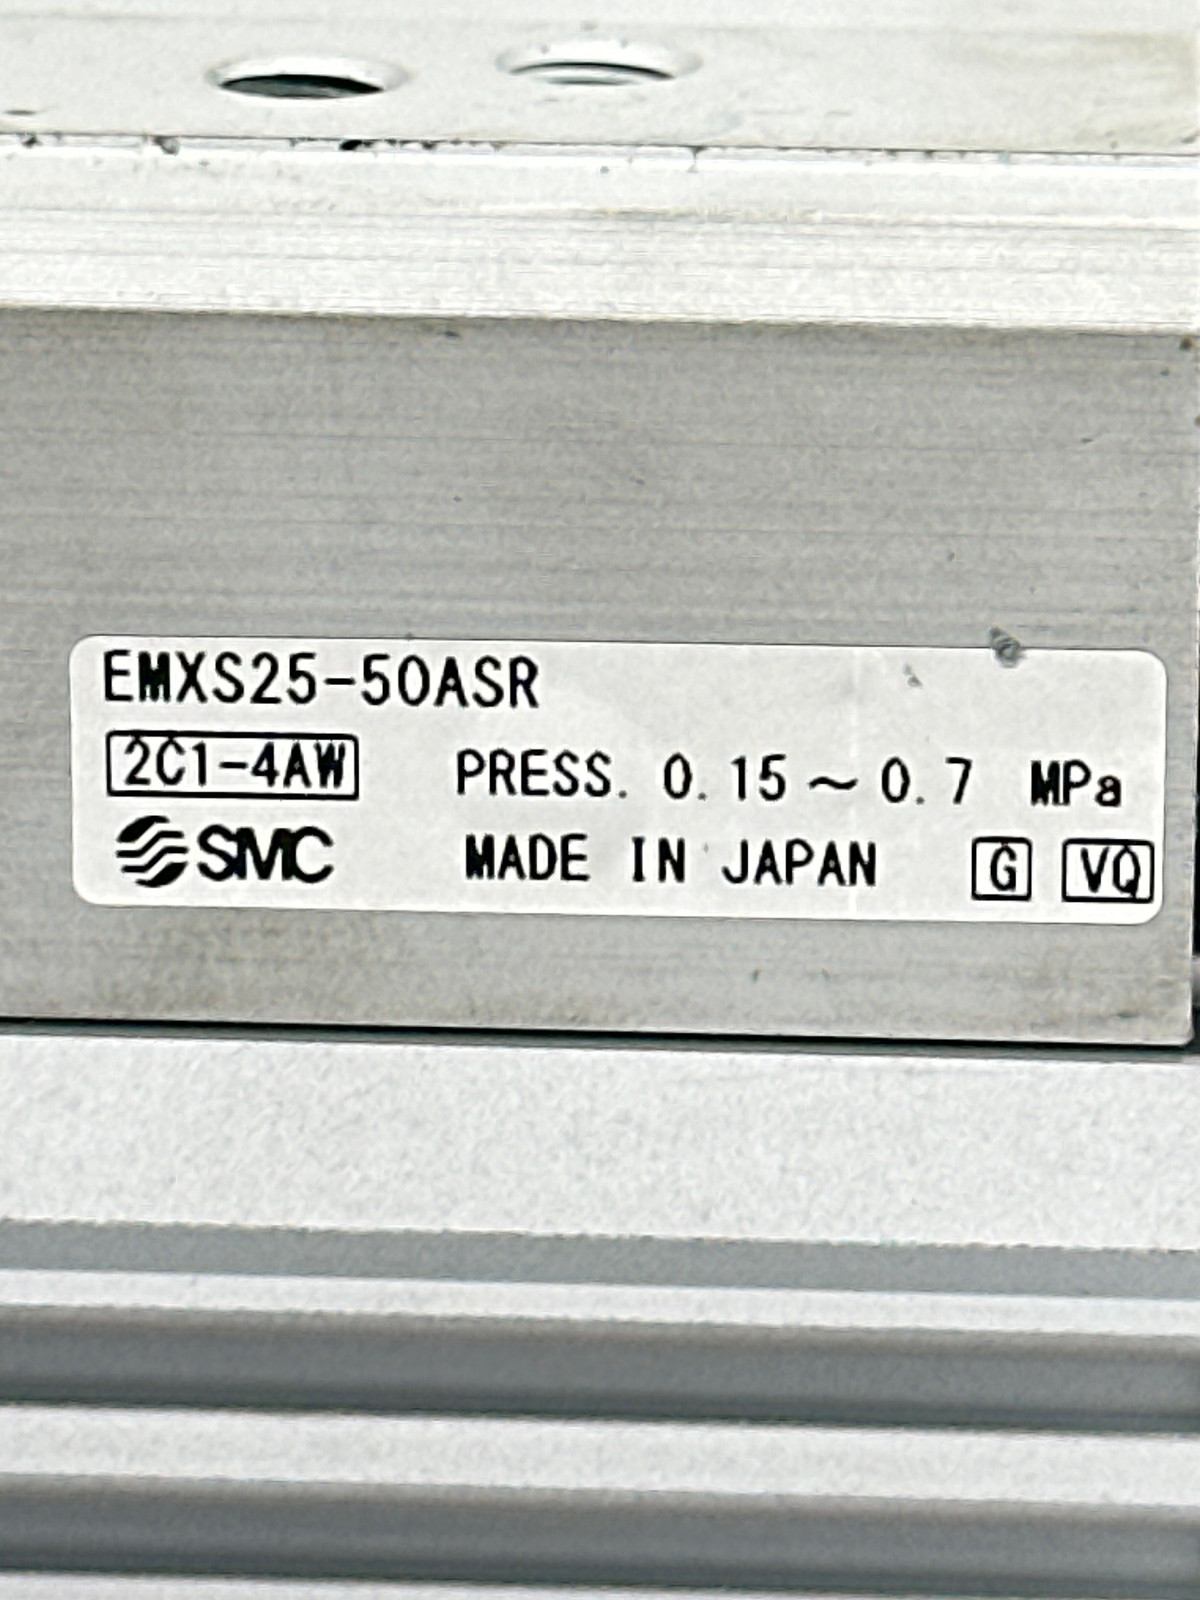 EMXS25-50ASR
2C1-4AW PRESS. 0.15～0.7 MPa
SMC MADE IN JAPAN G VQ